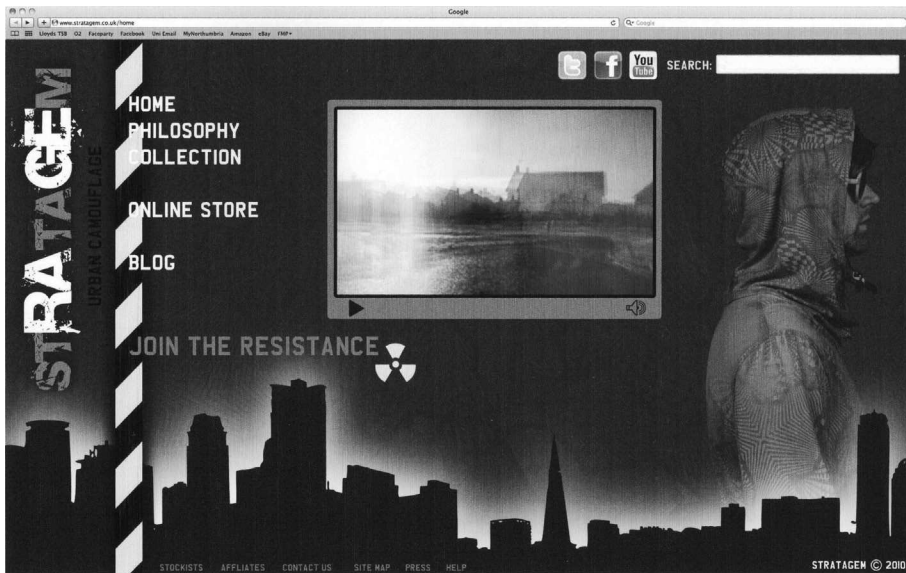 Google
www.stratagem.co.uk/home
Google
Lloyds TSB O2 Faceparty Facebook Uni Email MyNorthumbria Amazon eBay FMP
STRATAGEM
URBAN CAMOUFLAGE
You
Tube
SEARCH:
HOME
PHILOSOPHY
COLLECTION
ONLINE STORE
BLOG
JOIN THE RESISTANCE
STOCKISTS AFFLIATES CONTACT US SITE MAP PRESS HELP
STRATAGEM © 2010